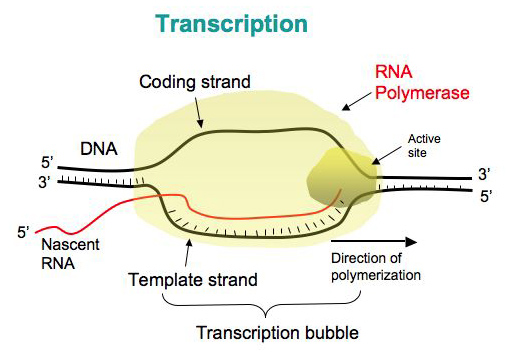 Transcription
Coding strand
RNA
Polymerase
Active
site
DNA
5'
3'
3'
5'
5'
Nascent
RNA
Template strand
Direction of
polymerization
Transcription bubble